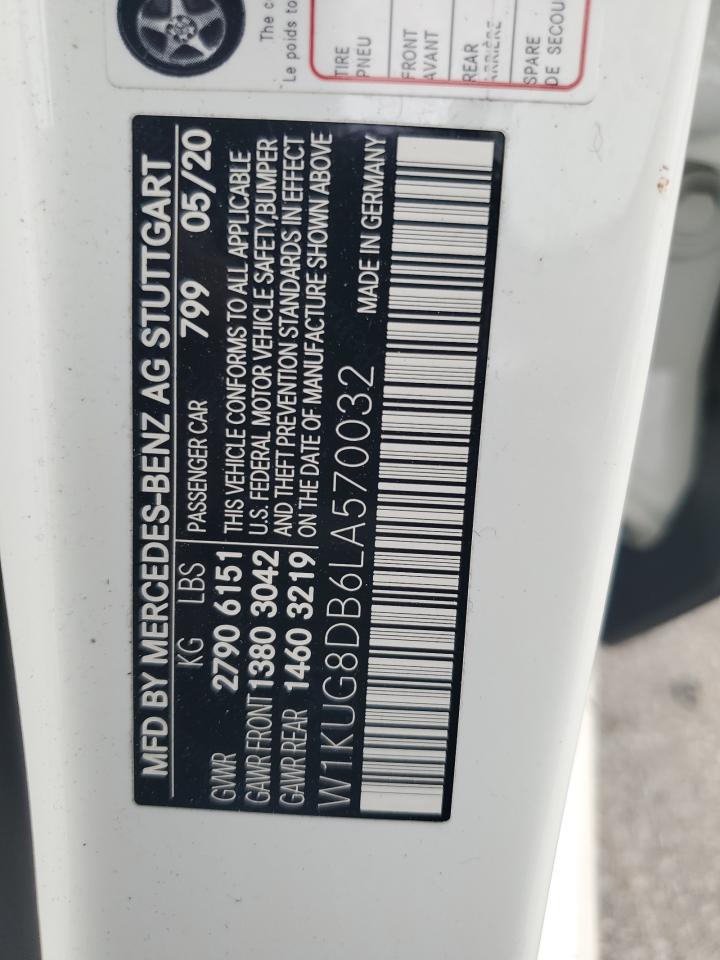 The c
Le poids to
TIRE
PNEU
FRONT
AVANT
REAR
ARRIÈRE
SPARE
DE SECOU
MFD BY MERCEDES-BENZ AG STUTTGART
KG LBS PASSENGER CAR 799 05/20
GVWR 2790 6151
GAWR FRONT 1380 3042
GAWR REAR 1460 3219
THIS VEHICLE CONFORMS TO ALL APPLICABLE
U.S. FEDERAL MOTOR VEHICLE SAFETY,BUMPER
AND THEFT PREVENTION STANDARDS IN EFFECT
ON THE DATE OF MANUFACTURE SHOWN ABOVE
W1KUG8DB6LA570032 MADE IN GERMANY